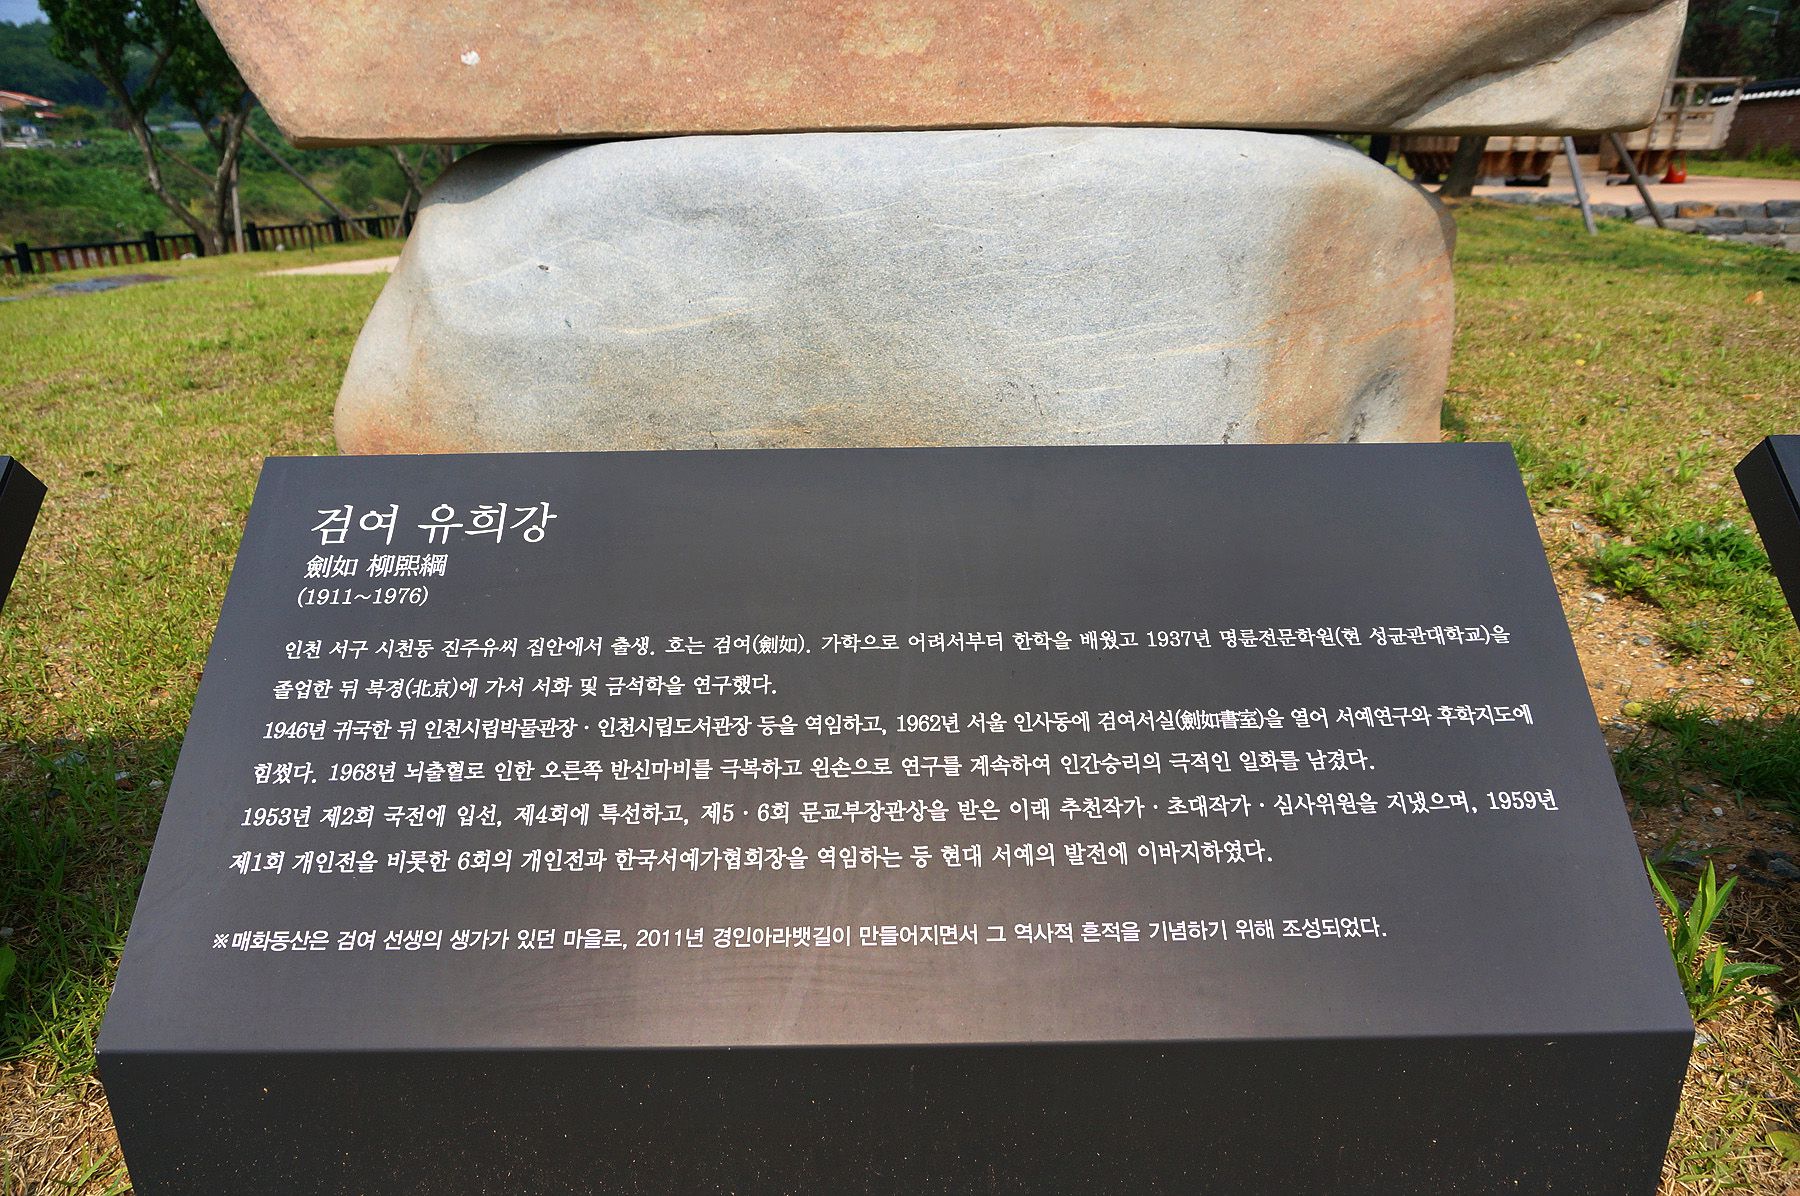 검여 유희강
劍如 柳熙綱
(1911~1976)
인천 서구 시천동 진주유씨 집안에서 출생. 호는 검여(劍如). 가학으로 어려서부터 한학을 배웠고 1937년 명륜전문학원(현 성균관대학교)을
졸업한 뒤 북경(北京)에 가서 서화 및 금석학을 연구했다.
1946년 귀국한 뒤 인천시립박물관장 · 인천시립도서관장 등을 역임하고, 1962년 서울 인사동에 검여서실(劍如書室)을 열어 서예연구와 후학지도에
힘썼다. 1968년 뇌출혈로 인한 오른쪽 반신마비를 극복하고 왼손으로 연구를 계속하여 인간승리의 극적인 일화를 남겼다.
1953년 제2회 국전에 입선, 제4회에 특선하고, 제5 · 6회 문교부장관상을 받은 이래 추천작가 · 초대작가 · 심사위원을 지냈으며, 1959년
제1회 개인전을 비롯한 6회의 개인전과 한국서예가협회장을 역임하는 등 현대 서예의 발전에 이바지하였다.
※매화동산은 검여 선생의 생가가 있던 마을로, 2011년 경인아라뱃길이 만들어지면서 그 역사적 흔적을 기념하기 위해 조성되었다.